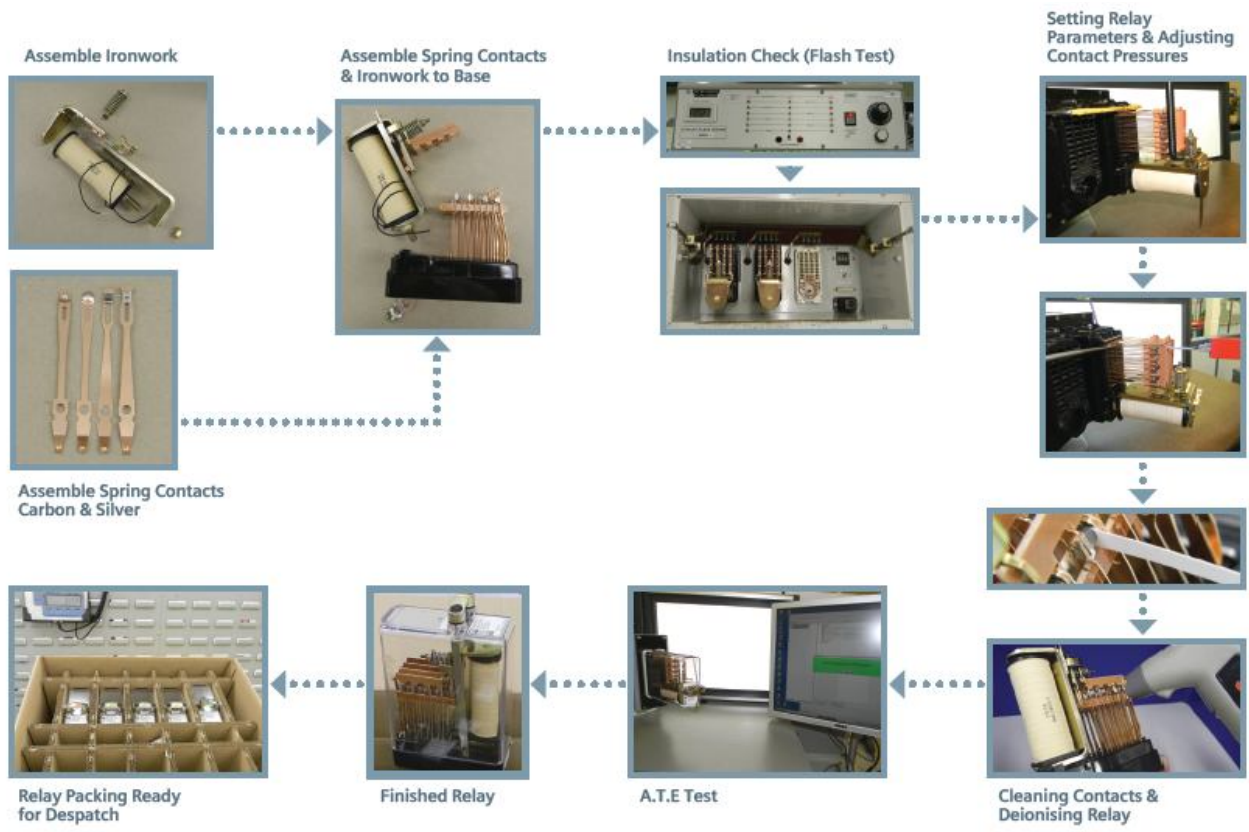 Assemble Ironwork
Assemble Spring Contacts
& Ironwork to Base
Insulation Check (Flash Test)
Setting Relay
Parameters & Adjusting
Contact Pressures
Assemble Spring Contacts
Carbon & Silver
Relay Packing Ready
for Despatch
Finished Relay
A.T.E Test
Cleaning Contacts &
Deionising Relay